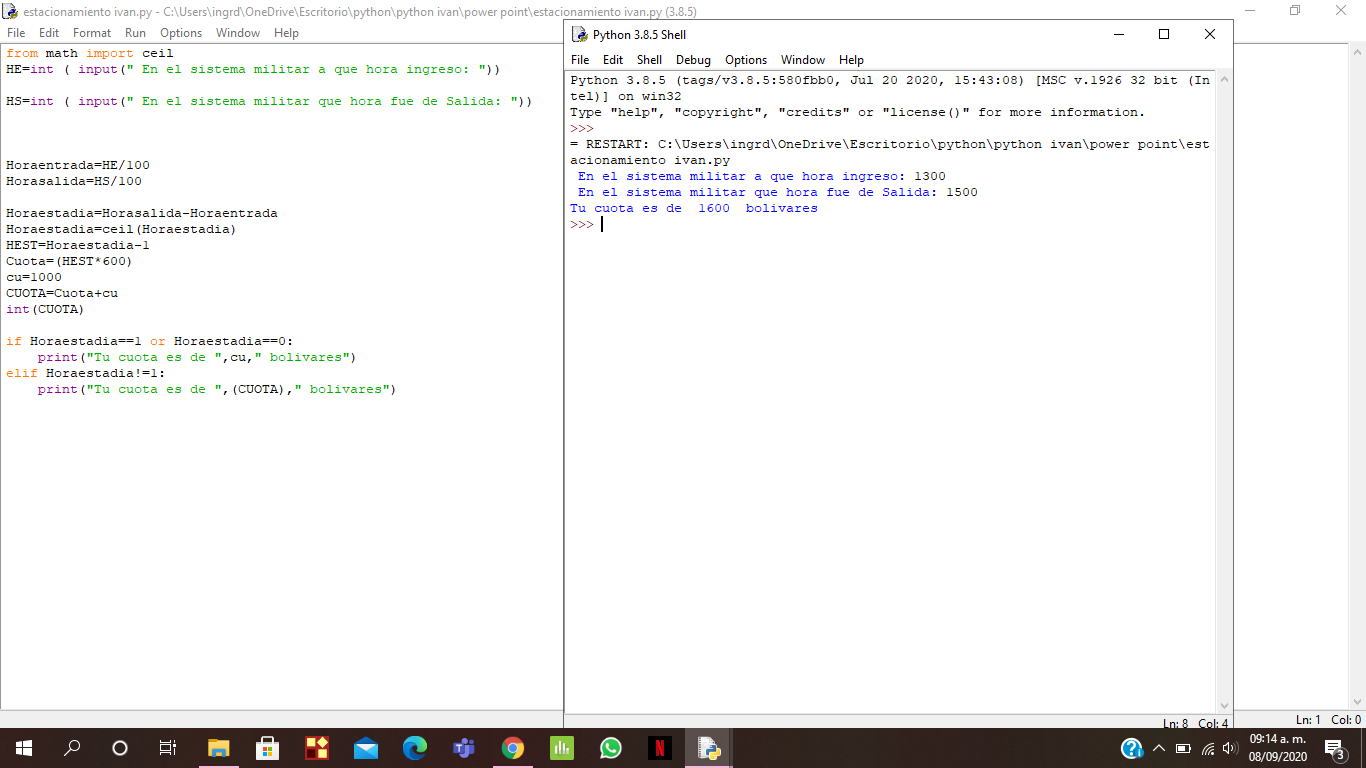 estacionamiento ivan.py - C:\Users\ingrd\OneDrive\Escritorio\python\python ivan\power point\estacionamiento ivan.py (3.8.5)
File Edit Format Run Options Window Help
from math import ceil
HE=int ( input(" En el sistema militar a que hora ingreso: "))
HS=int ( input(" En el sistema militar que hora fue de Salida: "))
Horaentrada=HE/100
Horasalida=HS/100
Horaestadia=Horasalida-Horaentrada
Horaestadia=ceil(Horaestadia)
HEST=Horaestadia-1
Cuota=(HEST*600)
cu=1000
CUOTA=Cuota+cu
int(CUOTA)
if Horaestadia==1 or Horaestadia==0:
    print("Tu cuota es de ",cu," bolivares")
elif Horaestadia!=1:
    print("Tu cuota es de ",(CUOTA)," bolivares")
Python 3.8.5 Shell
File Edit Shell Debug Options Window Help
Python 3.8.5 (tags/v3.8.5:580fbb0, Jul 20 2020, 15:43:08) [MSC v.1926 32 bit (In
tel)] on win32
Type "help", "copyright", "credits" or "license()" for more information.
>>>
= RESTART: C:\Users\ingrd\OneDrive\Escritorio\python\python ivan\power point\est
acionamiento ivan.py
 En el sistema militar a que hora ingreso: 1300
 En el sistema militar que hora fue de Salida: 1500
Tu cuota es de  1600  bolivares
>>>
Ln: 8 Col: 4
Ln: 1 Col: 0
09:14 a. m.
08/09/2020
3